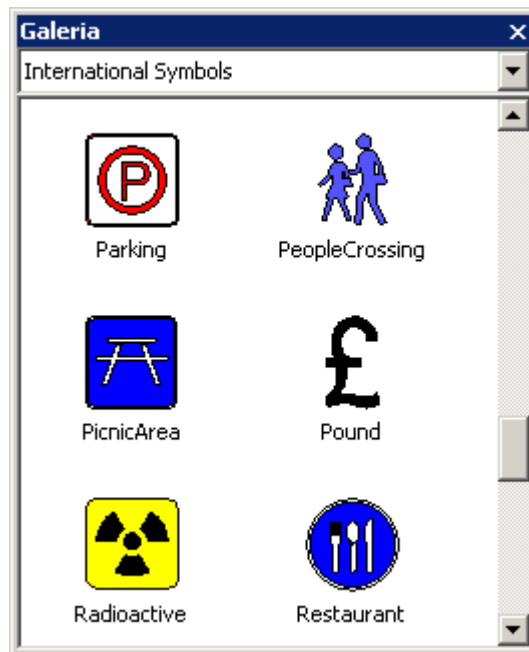 Galeria
International Symbols
P
Parking
PeopleCrossing
PicnicArea
£
Pound
Radioactive
Restaurant